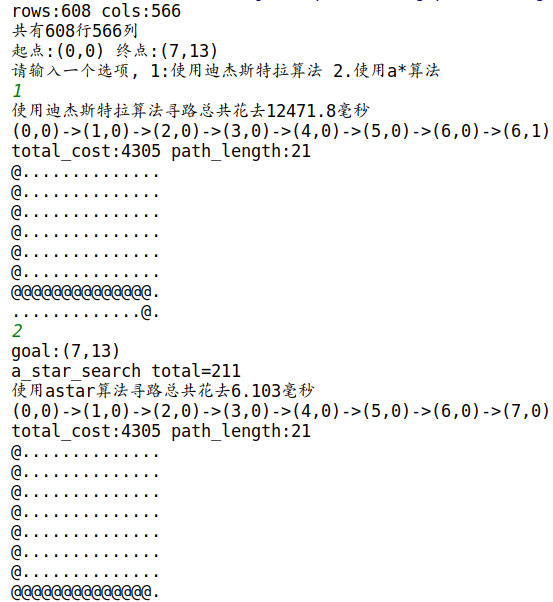 rows:608 cols:566
共有608行566列
起点:(0,0) 终点:(7,13)
请输入一个选项, 1:使用迪杰斯特拉算法 2.使用a*算法
1
使用迪杰斯特拉算法寻路总共花去12471.8毫秒
(0,0)->(1,0)->(2,0)->(3,0)->(4,0)->(5,0)->(6,0)->(6,1)
total_cost:4305 path_length:21
@..............
@..............
@..............
@..............
@..............
@..............
@@@@@@@@@@@@@@.
.............@.
2
goal:(7,13)
a_star_search total=211
使用astar算法寻路总共花去6.103毫秒
(0,0)->(1,0)->(2,0)->(3,0)->(4,0)->(5,0)->(6,0)->(7,0)
total_cost:4305 path_length:21
@..............
@..............
@..............
@..............
@..............
@..............
@..............
@@@@@@@@@@@@@@.